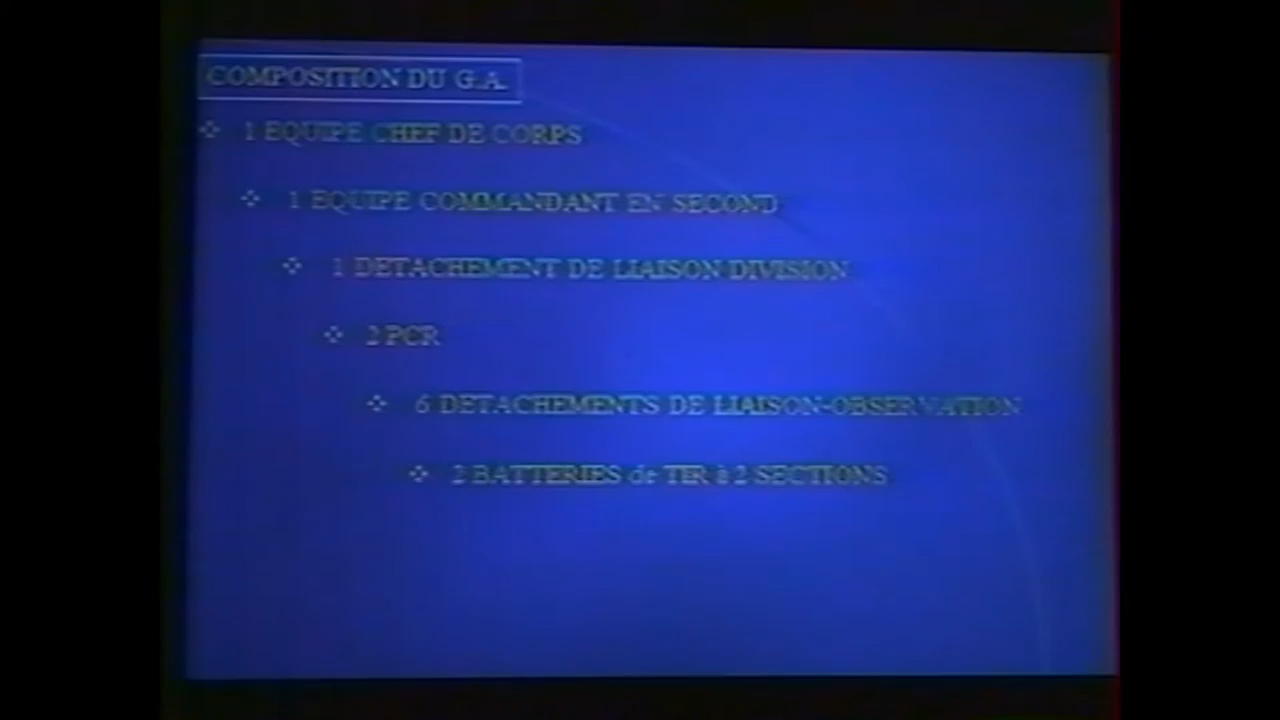 COMPOSITION DU G.A.
1 EQUIPE CHEF DE CORPS
1 EQUIPE COMMANDANT EN SECOND
1 DETACHEMENT DE LIAISON DIVISION
2 PCR
6 DETACHEMENTS DE LIAISON-OBSERVATION
2 BATTERIES de TIR à 2 SECTIONS